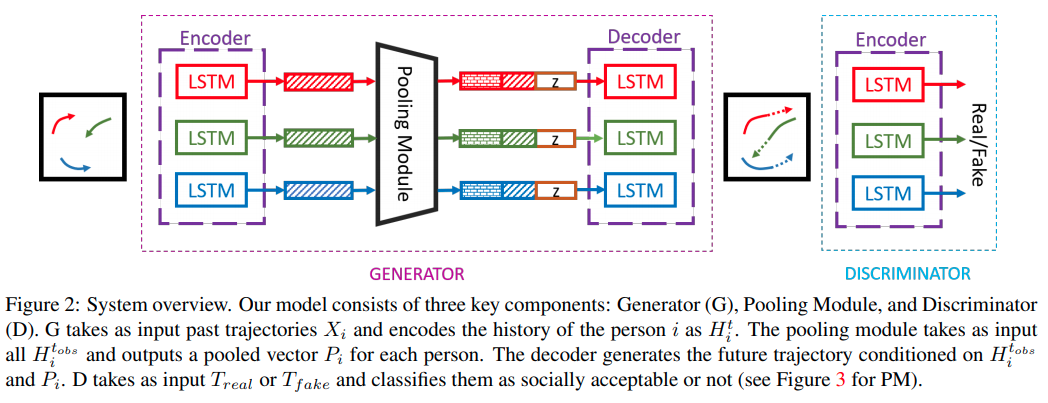 Encoder
Decoder
Encoder
LSTM
z
LSTM
LSTM
LSTM
Pooling Module
z
LSTM
LSTM
Real/Fake
LSTM
z
LSTM
LSTM
GENERATOR
DISCRIMINATOR
Figure 2: System overview. Our model consists of three key components: Generator (G), Pooling Module, and Discriminator
(D). G takes as input past trajectories $X_i$ and encodes the history of the person $i$ as $H_i^t$. The pooling module takes as input
all $H_i^{t_{obs}}$ and outputs a pooled vector $P_i$ for each person. The decoder generates the future trajectory conditioned on $H_i^{t_{obs}}$
and $P_i$. D takes as input $T_{real}$ or $T_{fake}$ and classifies them as socially acceptable or not (see Figure 3 for PM).